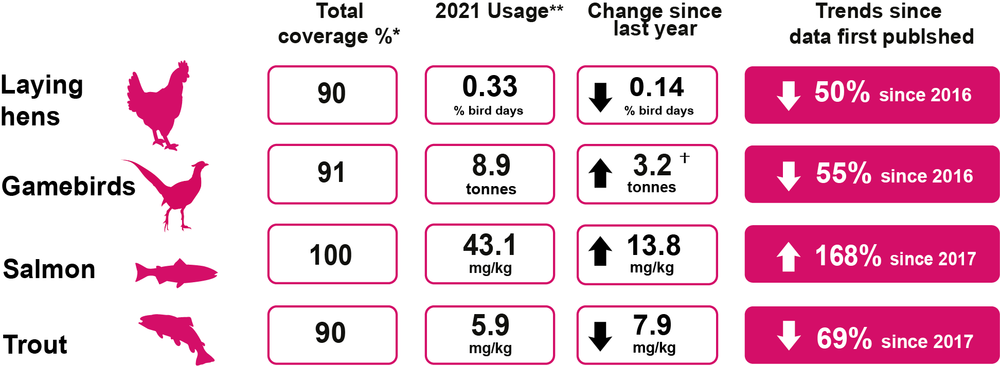 Total
coverage %*
2021 Usage**
Change since
last year
Trends since
data first publshed
Laying
hens
90
0.33
% bird days
0.14
% bird days
50% since 2016
Gamebirds
91
8.9
tonnes
3.2 †
tonnes
55% since 2016
Salmon
100
43.1
mg/kg
13.8
mg/kg
168% since 2017
Trout
90
5.9
mg/kg
7.9
mg/kg
69% since 2017